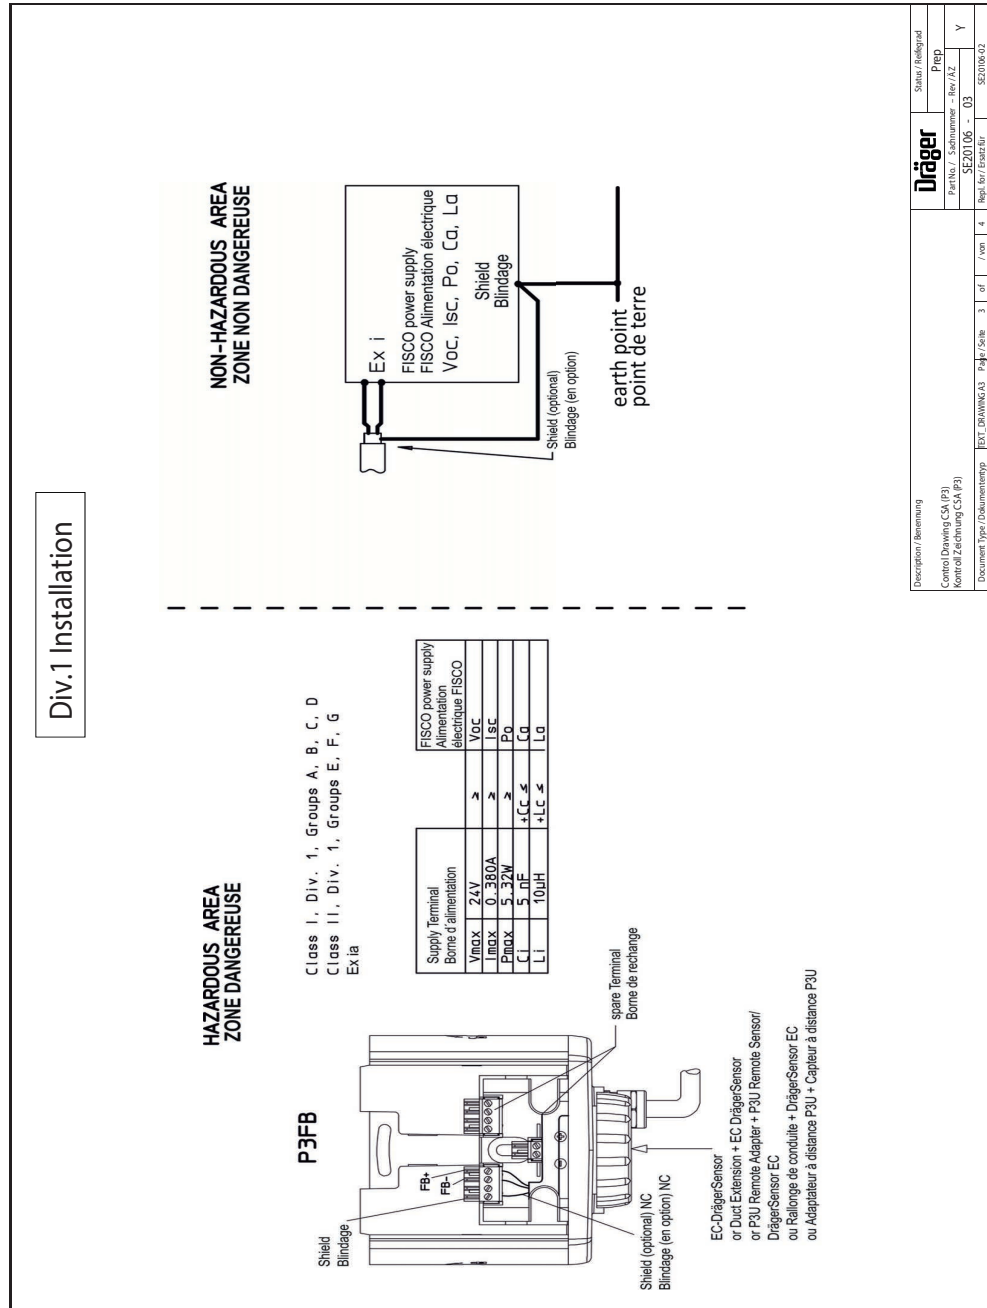 Div.1 Installation
HAZARDOUS AREA
ZONE DANGEREUSE
NON-HAZARDOUS AREA
ZONE NON DANGEREUSE
P3FB
Shield
Blindage
FB+
FB-
Shield (optional) NC
Blindage (en option) NC
EC-DrägerSensor
or Duct Extension + EC DrägerSensor
or P3U Remote Adapter + P3U Remote Sensor/
DrägerSensor EC
ou Rallonge de conduite + DrägerSensor EC
ou Adaptateur à distance P3U + Capteur à distance P3U
spare Terminal
Borne de rechange
Class I, Div. 1, Groups A, B, C, D
Class II, Div. 1, Groups E, F, G
Ex ia
Supply Terminal
Borne d'alimentation
FISCO power supply
Alimentation
électrique FISCO
Vmax 24V ≥ Voc
Imax 0.380A ≥ Isc
Pmax 5.32W ≥ Po
Ci 5 nF +Cc ≤ Ca
Li 10µH +Lc ≤ La
Ex i
FISCO power supply
FISCO Alimentation électrique
Voc, Isc, Po, Ca, La
Shield
Blindage
Shield (optional)
Blindage (en option)
earth point
point de terre
Description / Benennung
Control Drawing CSA (P3)
Kontroll Zeichnung CSA (P3)
Dräger
Status / Reifegrad
Prep
Part No. / Sachnummer - Rev / ÄZ
SE20106 - 03
Y
Document Type / Dokumententyp TEXT_DRAWING A3 Page / Seite 3 of / von 4 Repl. for / Ersatz für SE20106-02